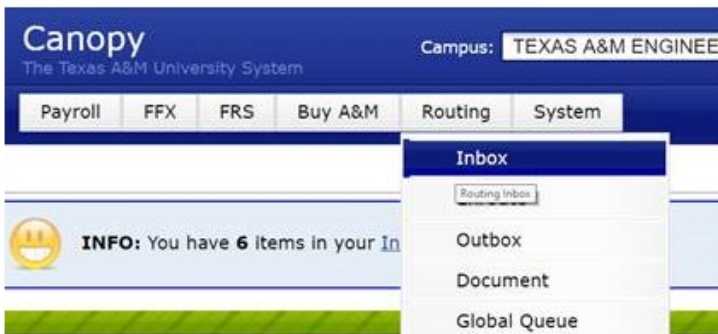 Canopy
The Texas A&M University System
Campus: TEXAS A&M ENGINEE
Payroll FFX FRS Buy A&M Routing System
Inbox
Routing Inbox
INFO: You have 6 items in your In
Outbox
Document
Global Queue